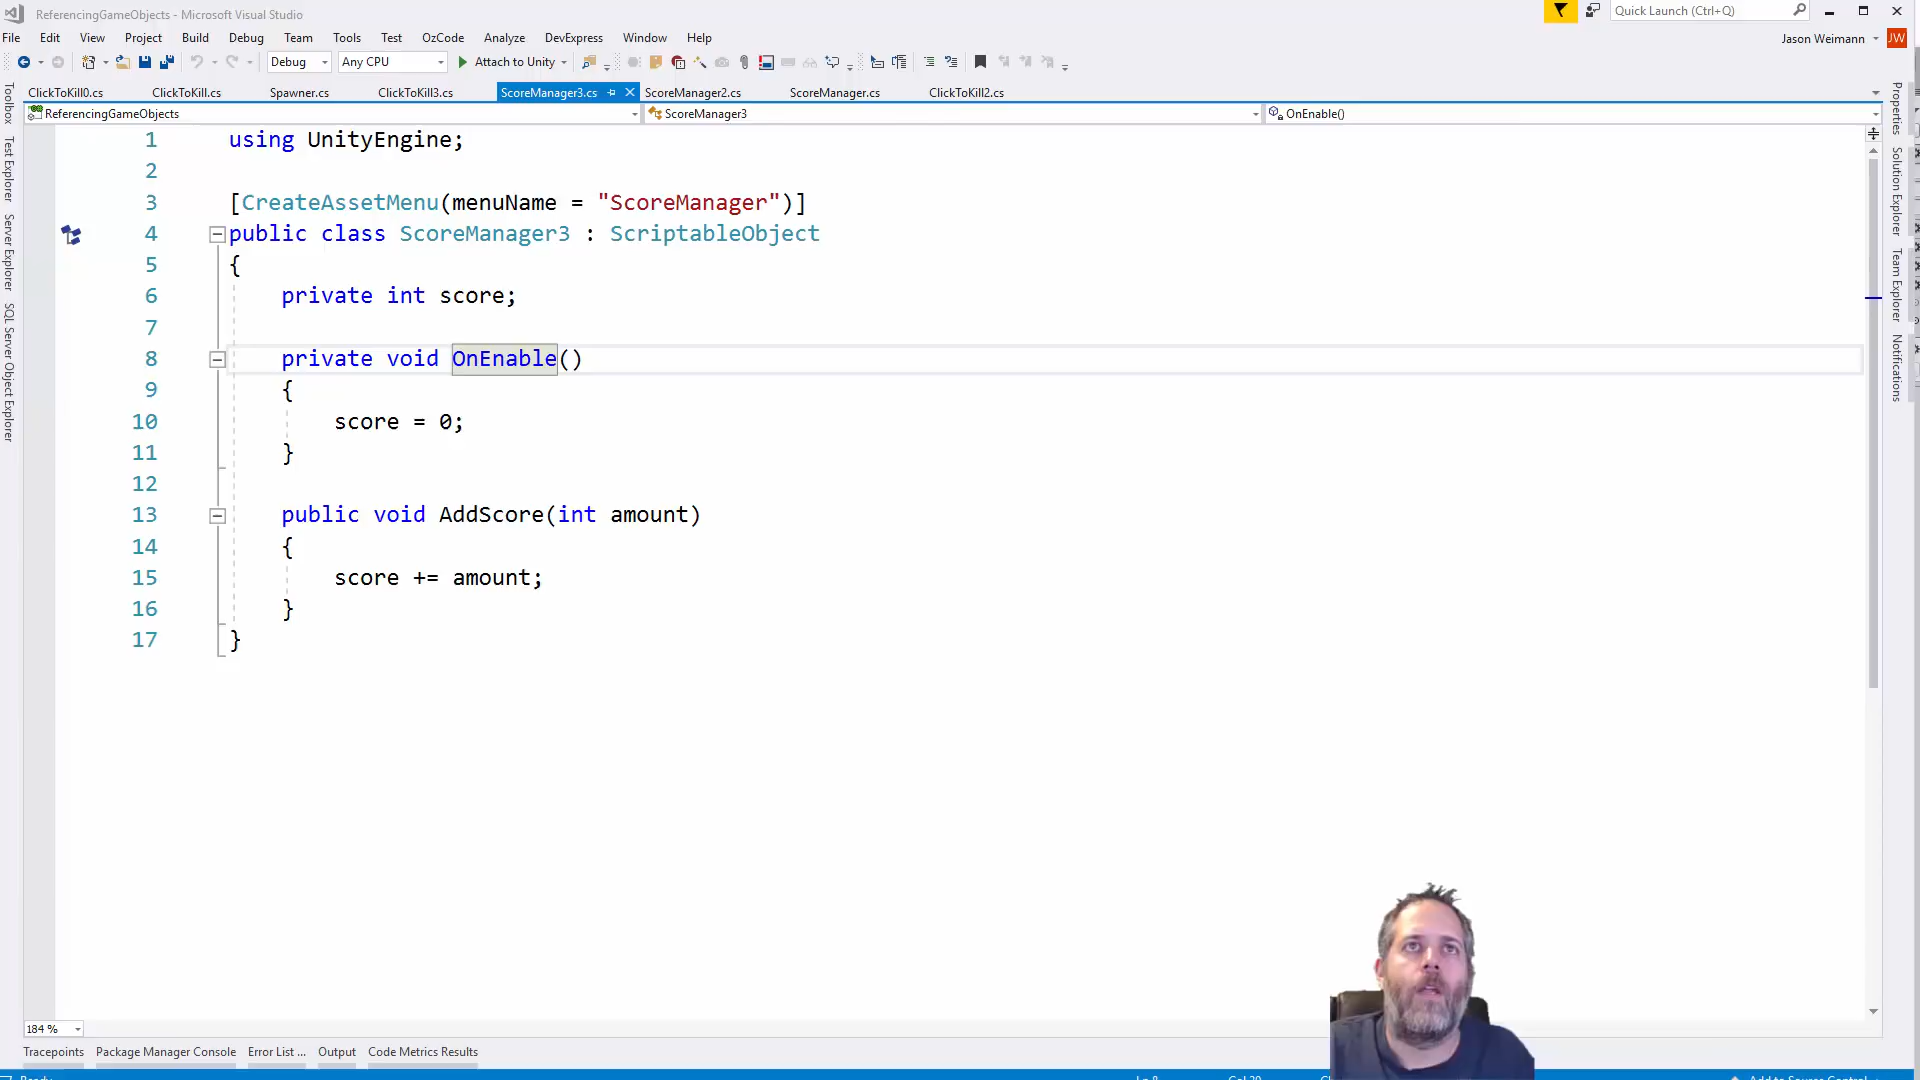 ReferencingGameObjects - Microsoft Visual Studio
Quick Launch (Ctrl+Q)
File Edit View Project Build Debug Team Tools Test OzCode Analyze DevExpress Window Help
Jason Weimann JW
Debug Any CPU Attach to Unity
ClickToKill0.cs ClickToKill.cs Spawner.cs ClickToKill3.cs ScoreManager3.cs ScoreManager2.cs ScoreManager.cs ClickToKill2.cs
ReferencingGameObjects ScoreManager3 OnEnable()
Toolbox
Test Explorer
Server Explorer
SQL Server Object Explorer
1 using UnityEngine;
2
3 [CreateAssetMenu(menuName = "ScoreManager")]
4 public class ScoreManager3 : ScriptableObject
5 {
6 private int score;
7
8 private void OnEnable()
9 {
10 score = 0;
11 }
12
13 public void AddScore(int amount)
14 {
15 score += amount;
16 }
17 }
Properties
Solution Explorer
Team Explorer
Notifications
184 %
Tracepoints Package Manager Console Error List ... Output Code Metrics Results